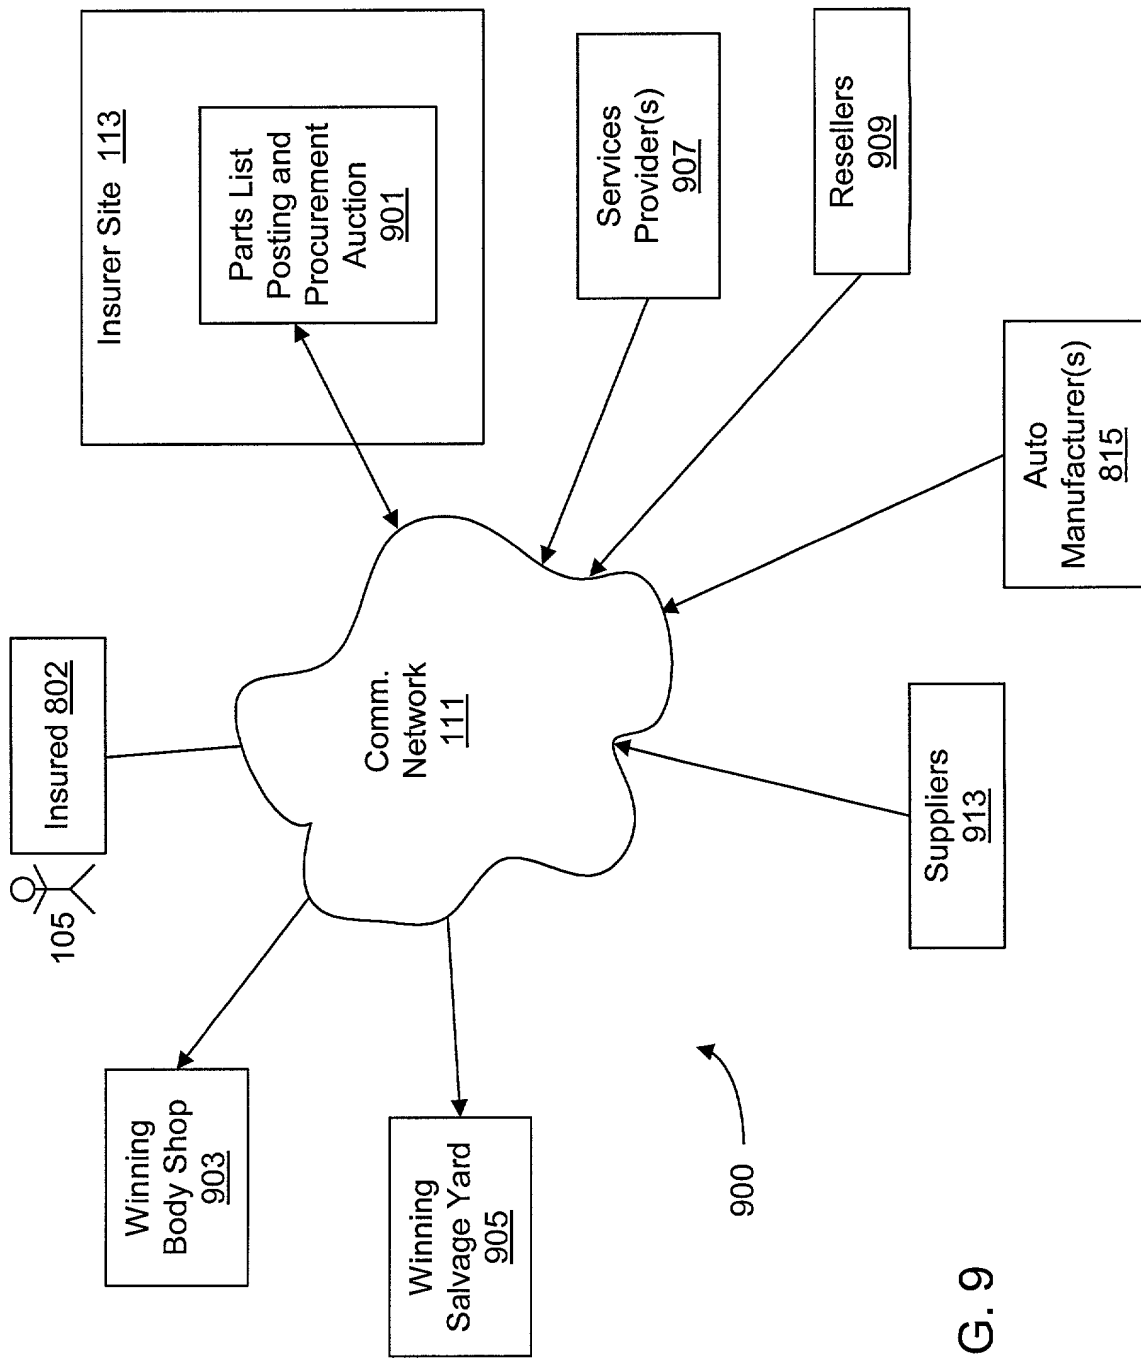 105
Insured 802
Insurer Site 113
Parts List
Posting and
Procurement
Auction
901
Winning
Body Shop
903
Winning
Salvage Yard
905
Comm.
Network
111
Services
Provider(s)
907
Resellers
909
Auto
Manufacturer(s)
815
Suppliers
913
900
G. 9